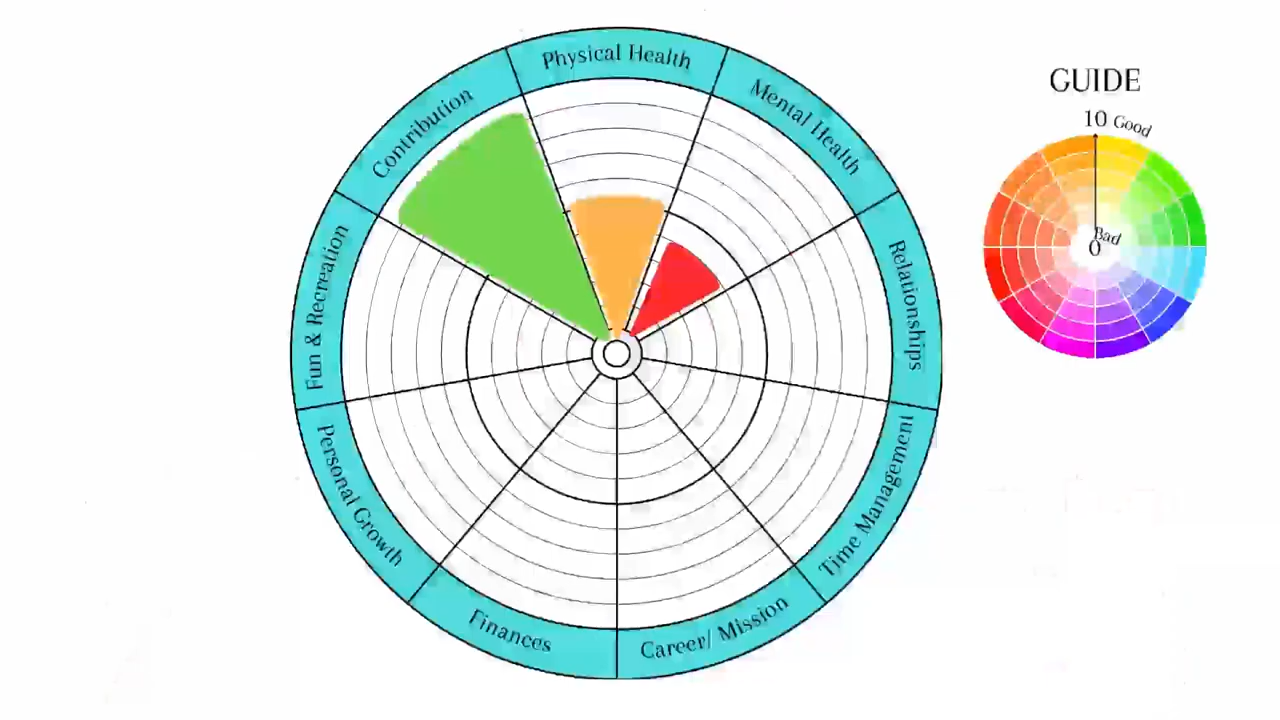 Physical Health
Mental Health
Relationships
Time Management
Career/ Mission
Finances
Personal Growth
Fun & Recreation
Contribution
GUIDE
10 Good
Bad
0